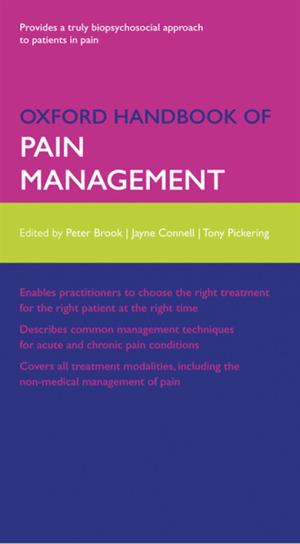 Provides a truly biopsychosocial approach
to patients in pain
OXFORD HANDBOOK OF
PAIN
MANAGEMENT
Edited by Peter Brook | Jayne Connell | Tony Pickering
Enables practitioners to choose the right treatment
for the right patient at the right time
Describes common management techniques
for acute and chronic pain conditions
Covers all treatment modalities, including the
non-medical management of pain